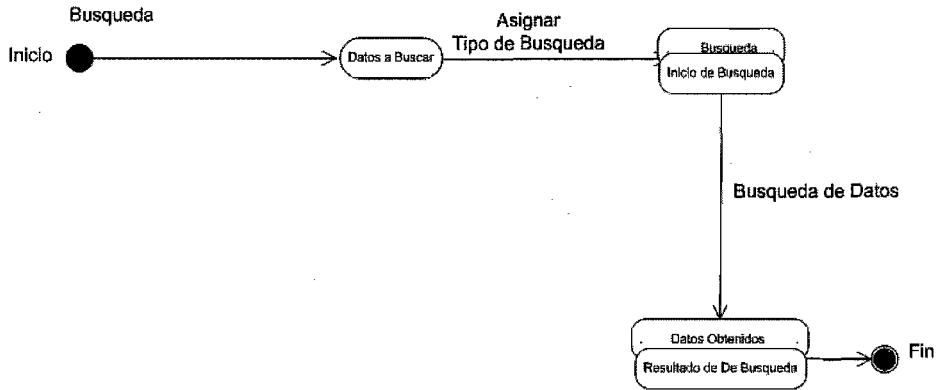 Busqueda
Inicio
Datos a Buscar
Asignar
Tipo de Busqueda
Busqueda
Inicio de Busqueda
Busqueda de Datos
Datos Obtenidos
Resultado de De Busqueda
Fin